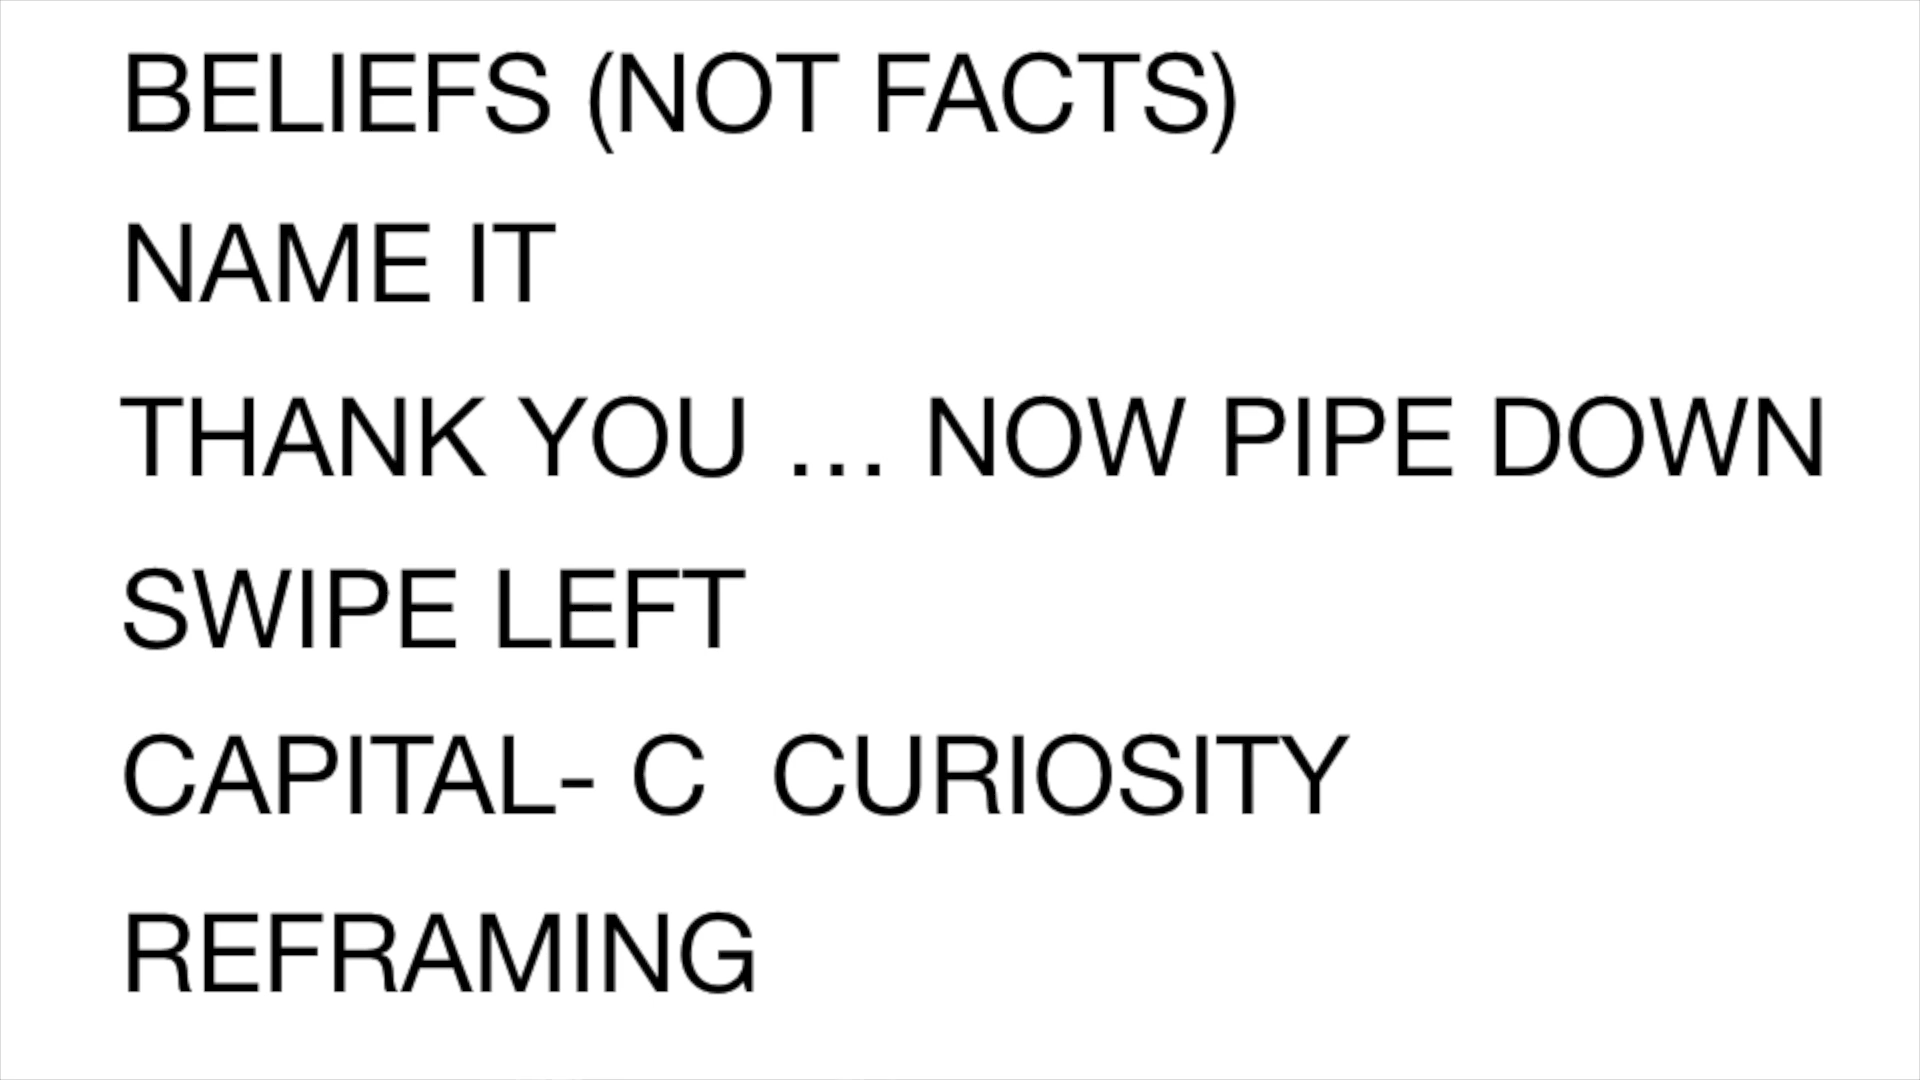 BELIEFS (NOT FACTS)
NAME IT
THANK YOU … NOW PIPE DOWN
SWIPE LEFT
CAPITAL- C  CURIOSITY
REFRAMING